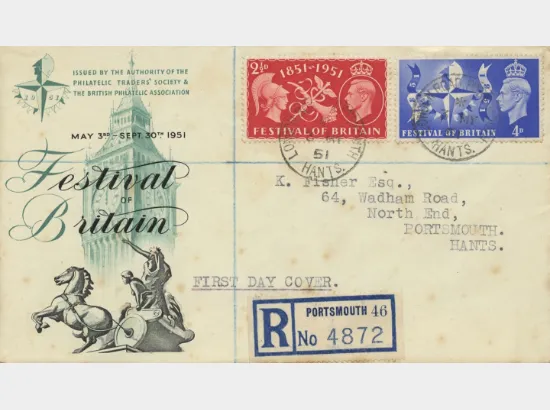 ISSUED BY THE AUTHORITY OF THE
PHILATELIC TRADERS' SOCIETY &
THE BRITISH PHILATELIC ASSOCIATION
MAY 3RD - SEPT 30TH 1951
Festival
OF
Britain
2½D
1851-1951
FESTIVAL OF BRITAIN
FESTIVAL OF BRITAIN
4D
51
HANTS.
HANTS.
K. Fisher Esq.,
64, Wadham Road,
North End,
PORTSMOUTH.
HANTS.
FIRST DAY COVER.
R
PORTSMOUTH 46
No 4872